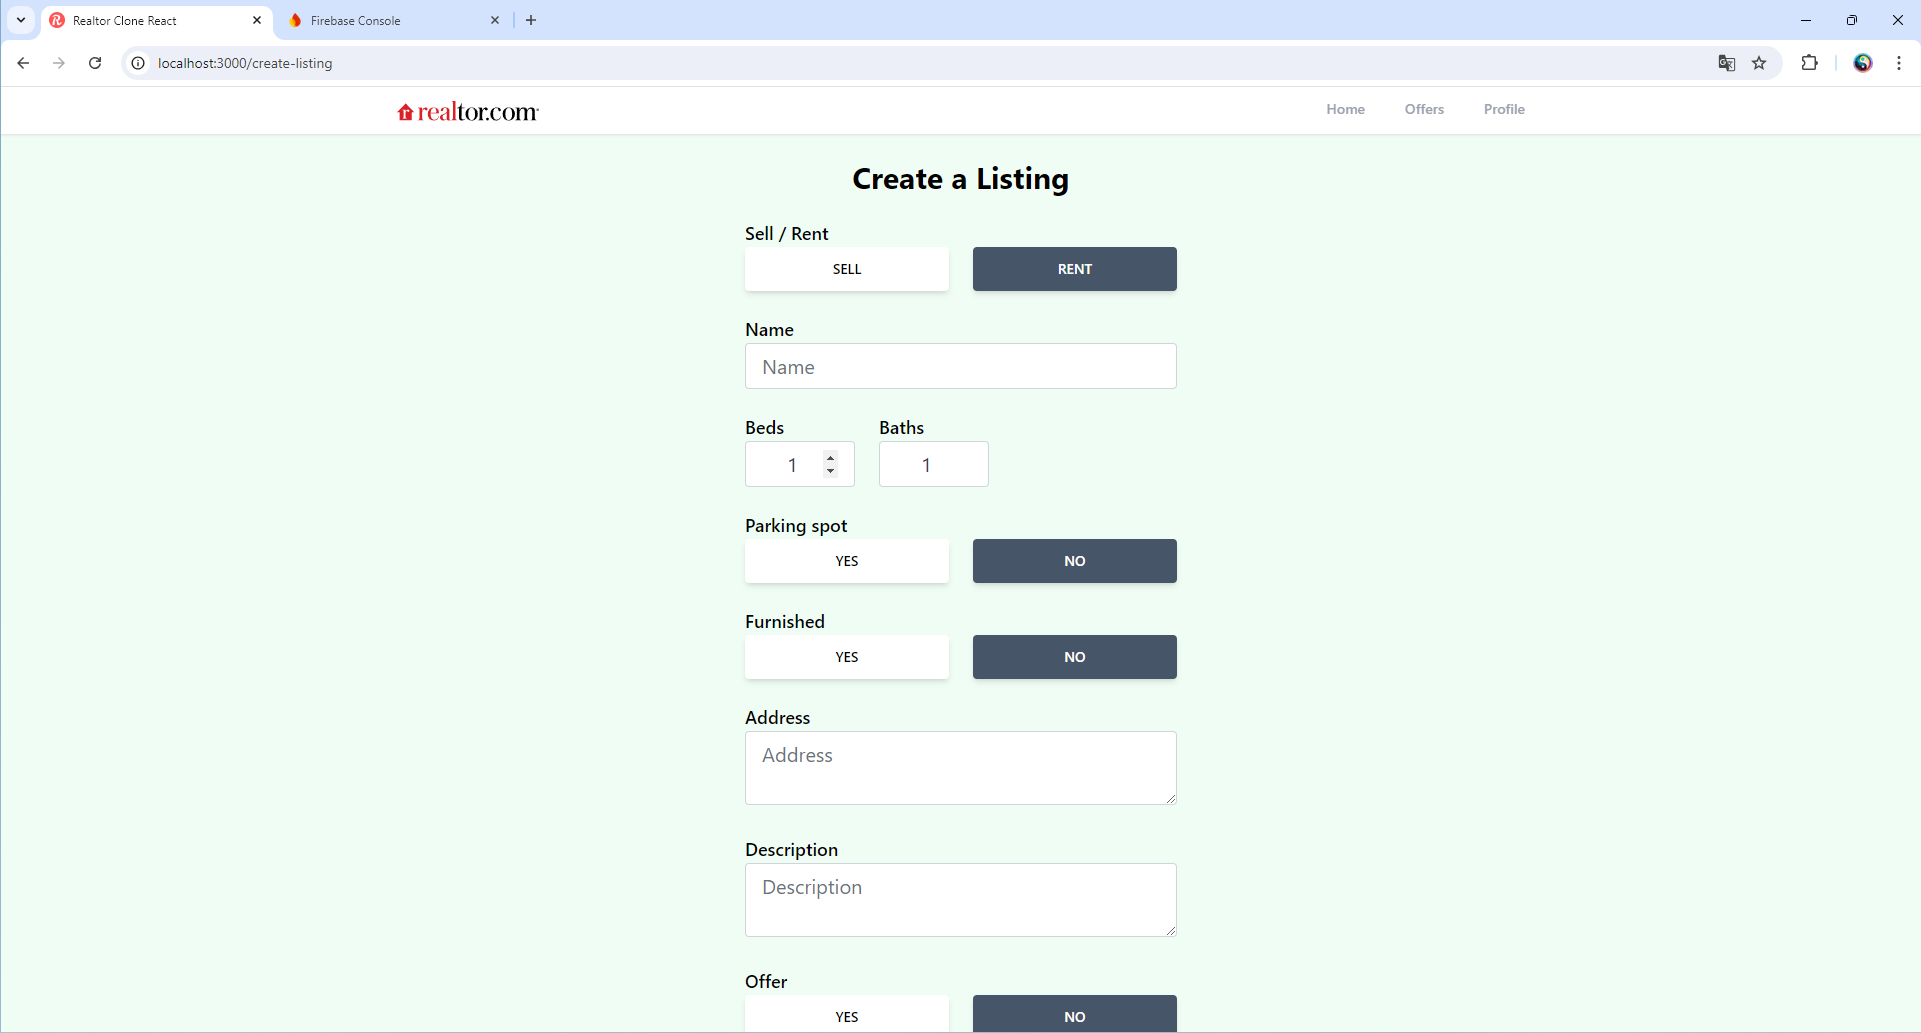 Realtor Clone React
Firebase Console
localhost:3000/create-listing
realtor.com
Home Offers Profile
Create a Listing
Sell / Rent
SELL RENT
Name
Name
Beds Baths
1 1
Parking spot
YES NO
Furnished
YES NO
Address
Address
Description
Description
Offer
YES NO